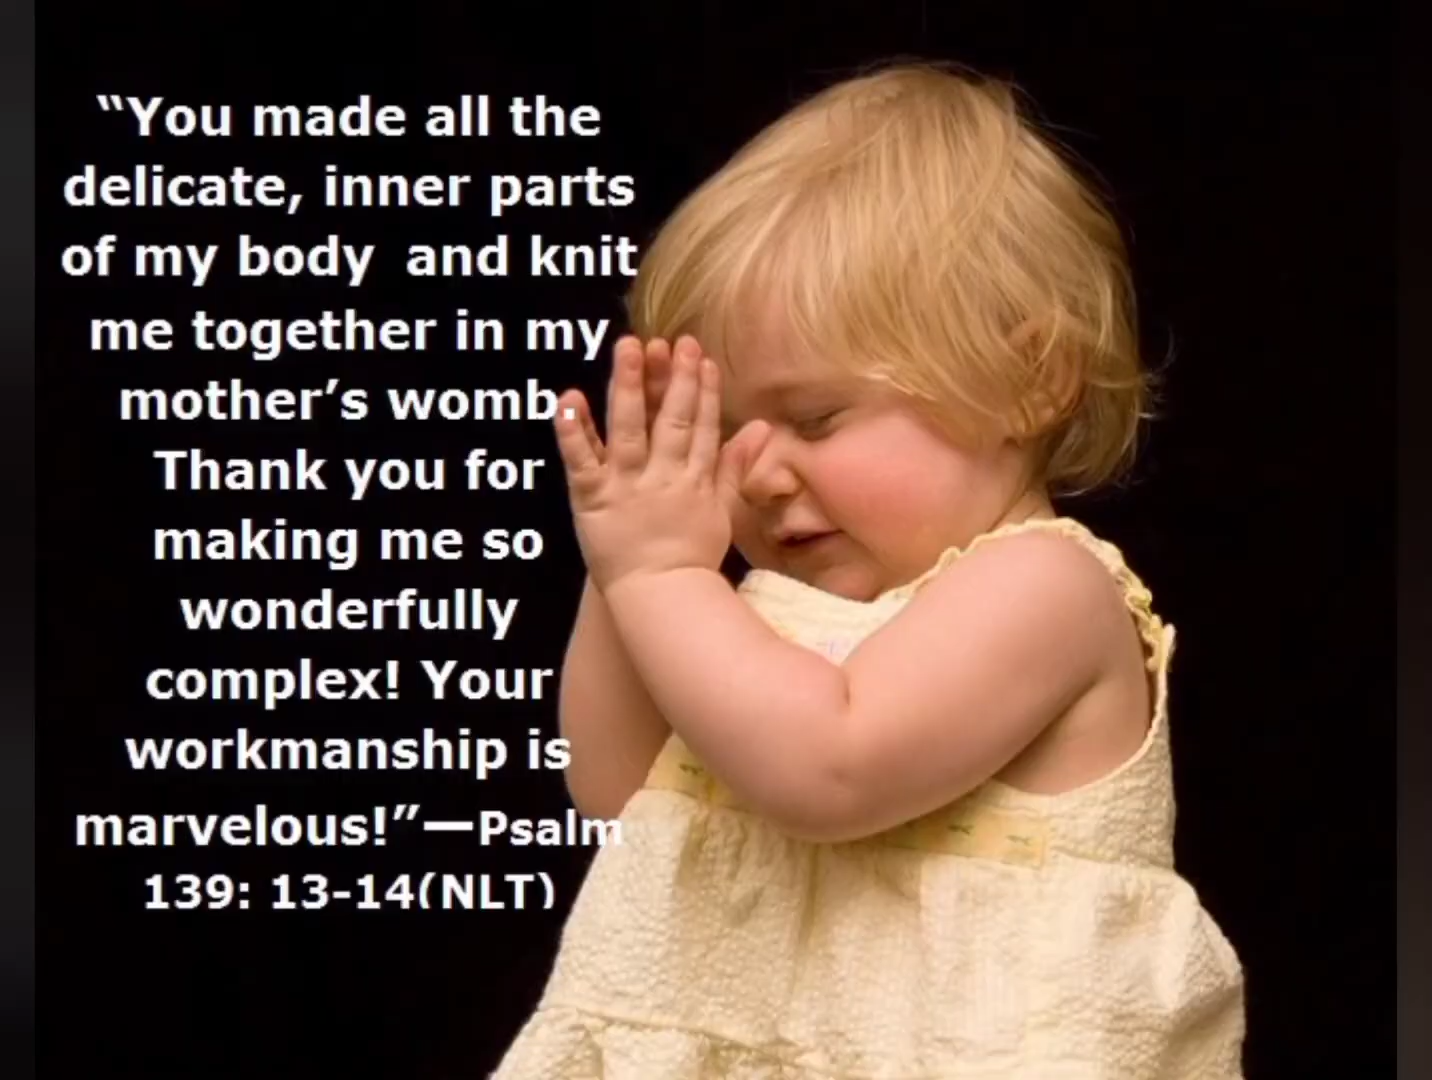 “You made all the
delicate, inner parts
of my body  and knit
me together in my
mother’s womb.
Thank you for
making me so
wonderfully
complex! Your
workmanship is
marvelous!”—Psalm
139: 13-14(NLT)